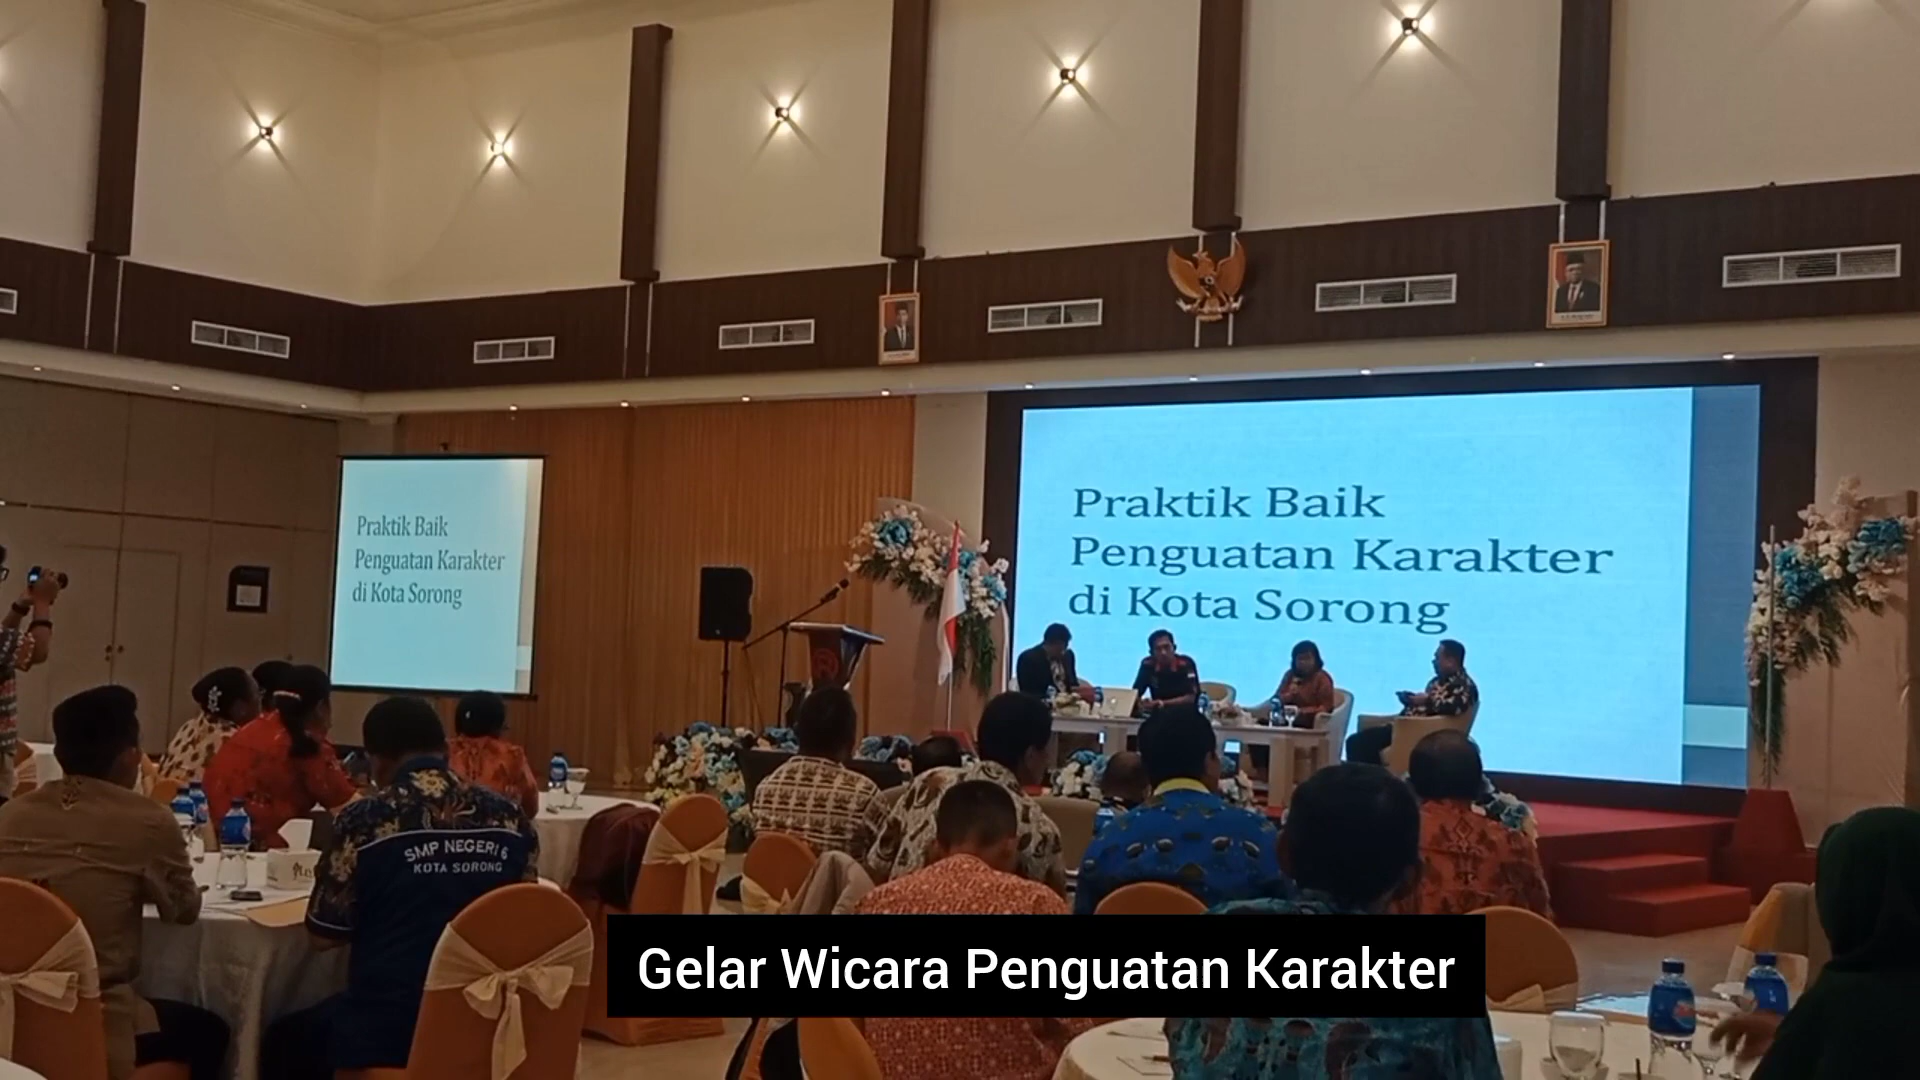 Praktik Baik
Penguatan Karakter
di Kota Sorong
Praktik Baik
Penguatan Karakter
di Kota Sorong
SMP NEGERI 6
KOTA SORONG
Gelar Wicara Penguatan Karakter